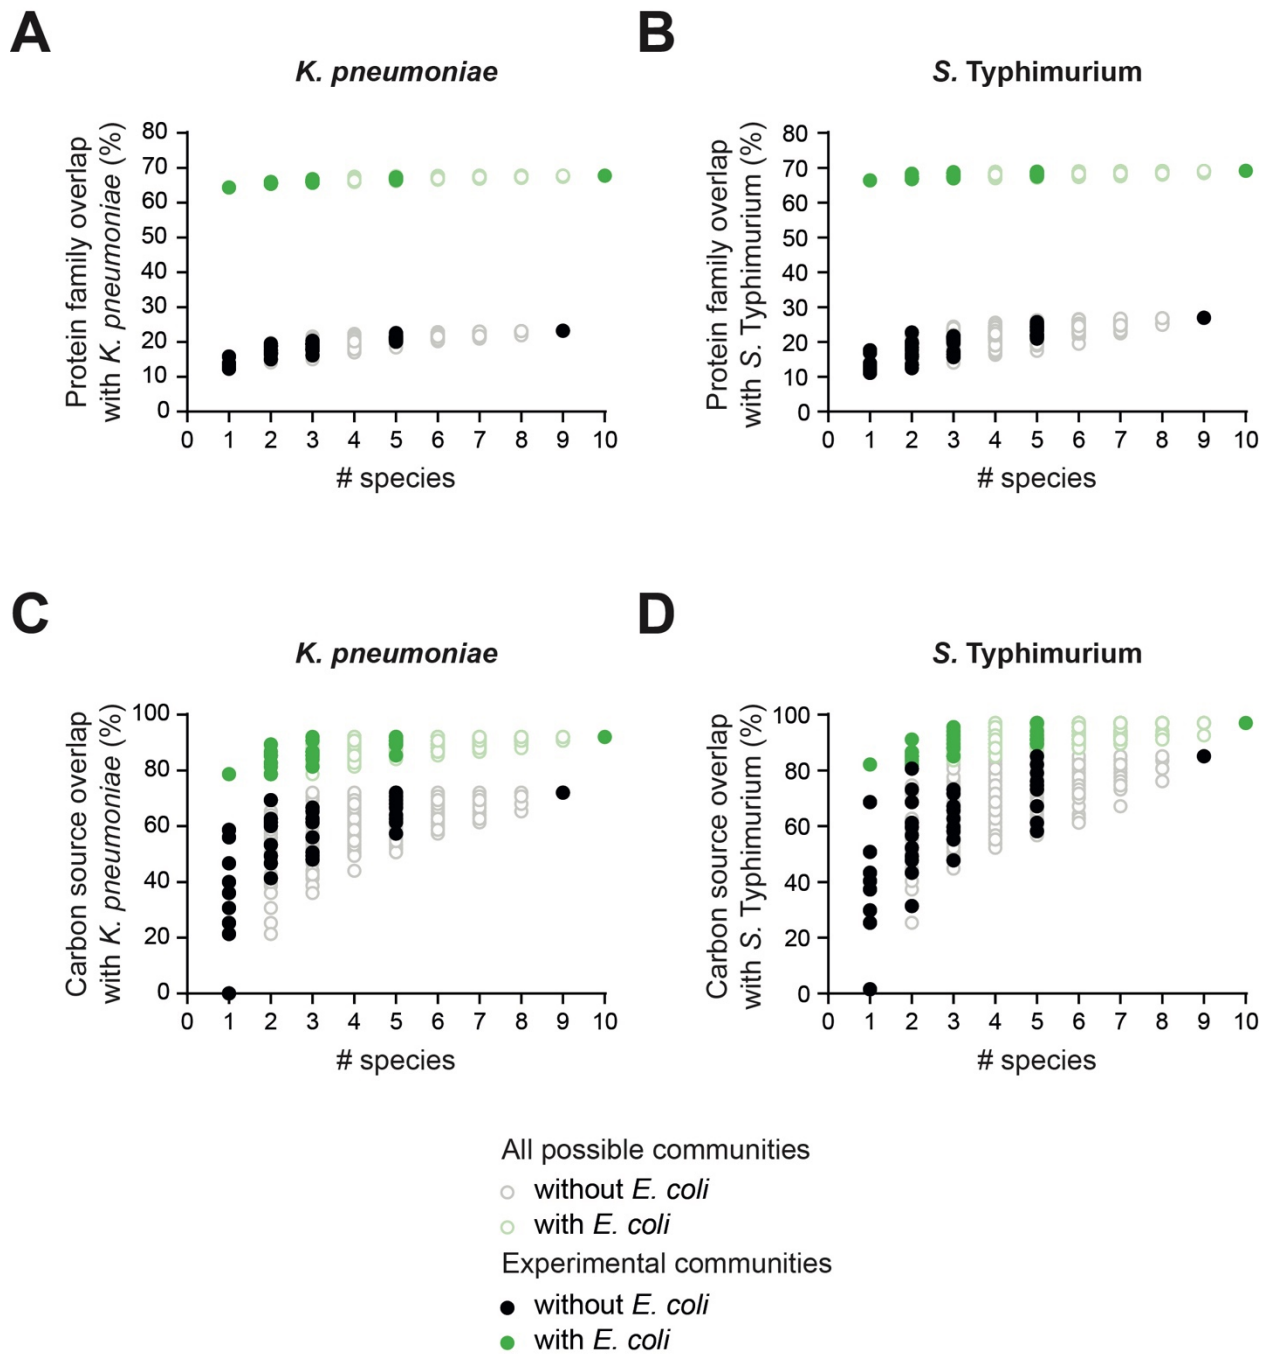 A
K. pneumoniae
Protein family overlap
with K. pneumoniae (%)
80
70
60
50
40
30
20
10
0
0 1 2 3 4 5 6 7 8 9 10
# species
B
S. Typhimurium
Protein family overlap
with S. Typhimurium (%)
80
70
60
50
40
30
20
10
0
0 1 2 3 4 5 6 7 8 9 10
# species
C
K. pneumoniae
Carbon source overlap
with K. pneumoniae (%)
100
80
60
40
20
0
0 1 2 3 4 5 6 7 8 9 10
# species
D
S. Typhimurium
Carbon source overlap
with S. Typhimurium (%)
100
80
60
40
20
0
0 1 2 3 4 5 6 7 8 9 10
# species
All possible communities
without E. coli
with E. coli
Experimental communities
without E. coli
with E. coli